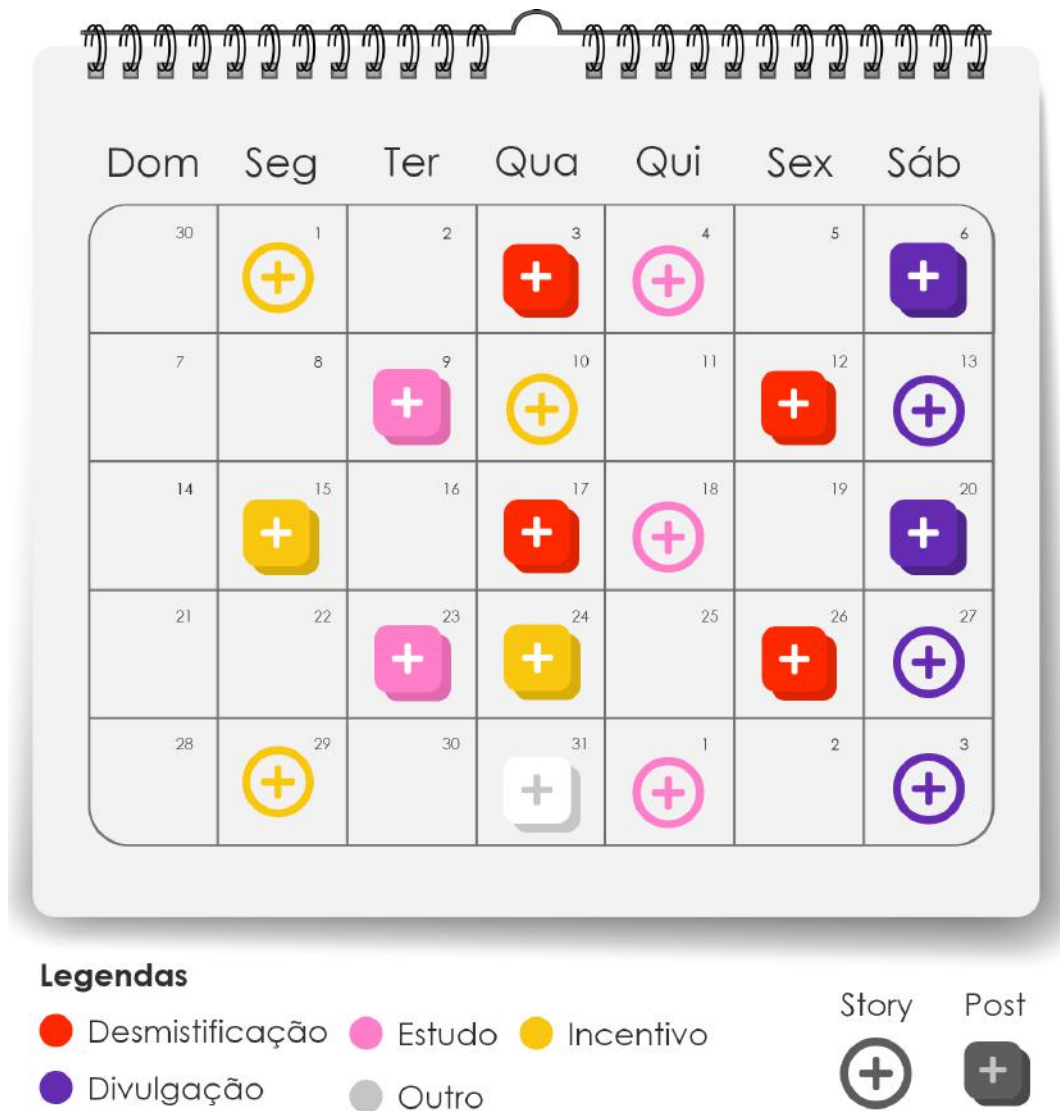 Dom Seg Ter Qua Qui Sex Sáb
30 1 2 3 4 5 6
7 8 9 10 11 12 13
14 15 16 17 18 19 20
21 22 23 24 25 26 27
28 29 30 31 1 2 3
Legendas
Desmistificação Estudo Incentivo
Divulgação Outro
Story Post